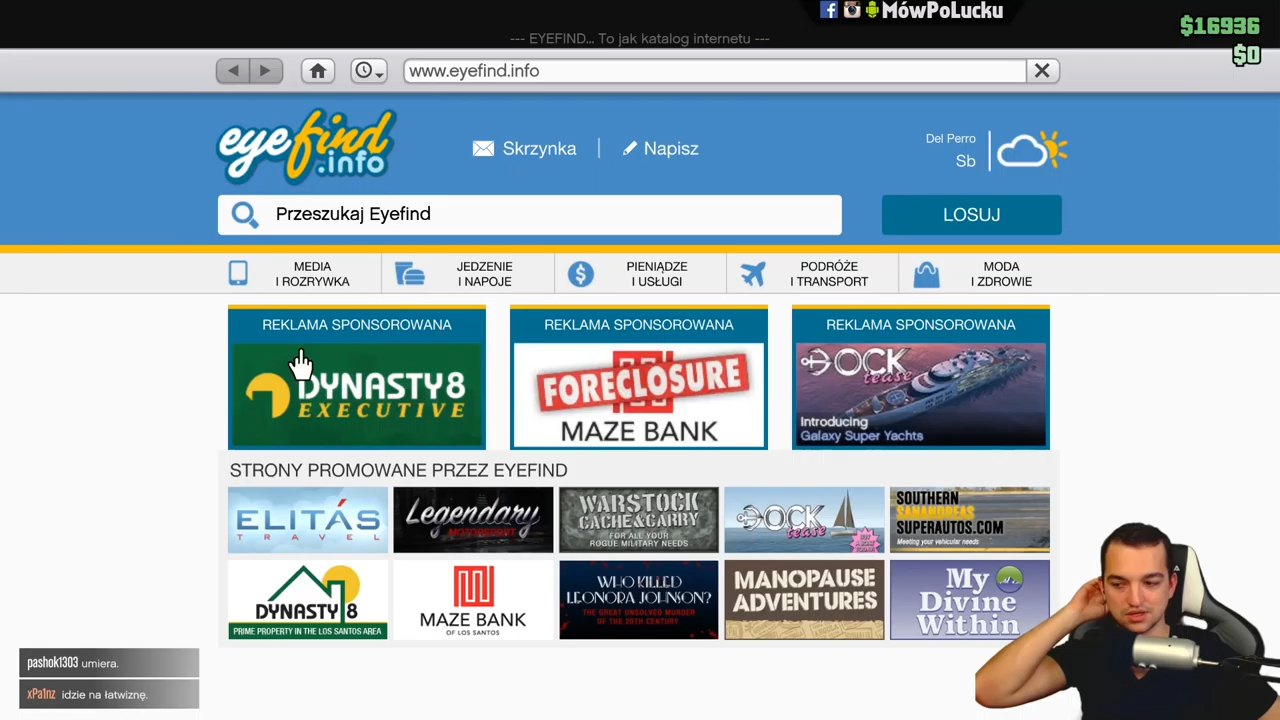 MówPoLucku
$16936
--- EYEFIND... To jak katalog internetu ---
$0
www.eyefind.info
eyefind
.info
Skrzynka
Napisz
Del Perro
Sb
Przeszukaj Eyefind
LOSUJ
MEDIA
I ROZRYWKA
JEDZENIE
I NAPOJE
PIENIĄDZE
I USŁUGI
PODRÓŻE
I TRANSPORT
MODA
I ZDROWIE
REKLAMA SPONSOROWANA
DYNASTY8
EXECUTIVE
REKLAMA SPONSOROWANA
FORECLOSURE
MAZE BANK
REKLAMA SPONSOROWANA
DOCK
tease
Introducing
Galaxy Super Yachts
STRONY PROMOWANE PRZEZ EYEFIND
ELITÁS
TRAVEL
Legendary
MOTORSPORT
WARSTOCK
CACHE&CARRY
FOR ALL YOUR
ROGUE MILITARY NEEDS
DOCK
tease
SOUTHERN
SANANDREAS
SUPERAUTOS.COM
Meeting your vehicular needs
DYNASTY 8
PRIME PROPERTY IN THE LOS SANTOS AREA
MAZE BANK
OF LOS SANTOS
WHO KILLED
LEONORA JOHNSON?
THE GREAT UNSOLVED MURDER
OF THE 20TH CENTURY
MANOPAUSE
ADVENTURES
My
Divine
Within
pashok1303 umiera.
xPa1nz idzie na łatwiznę.